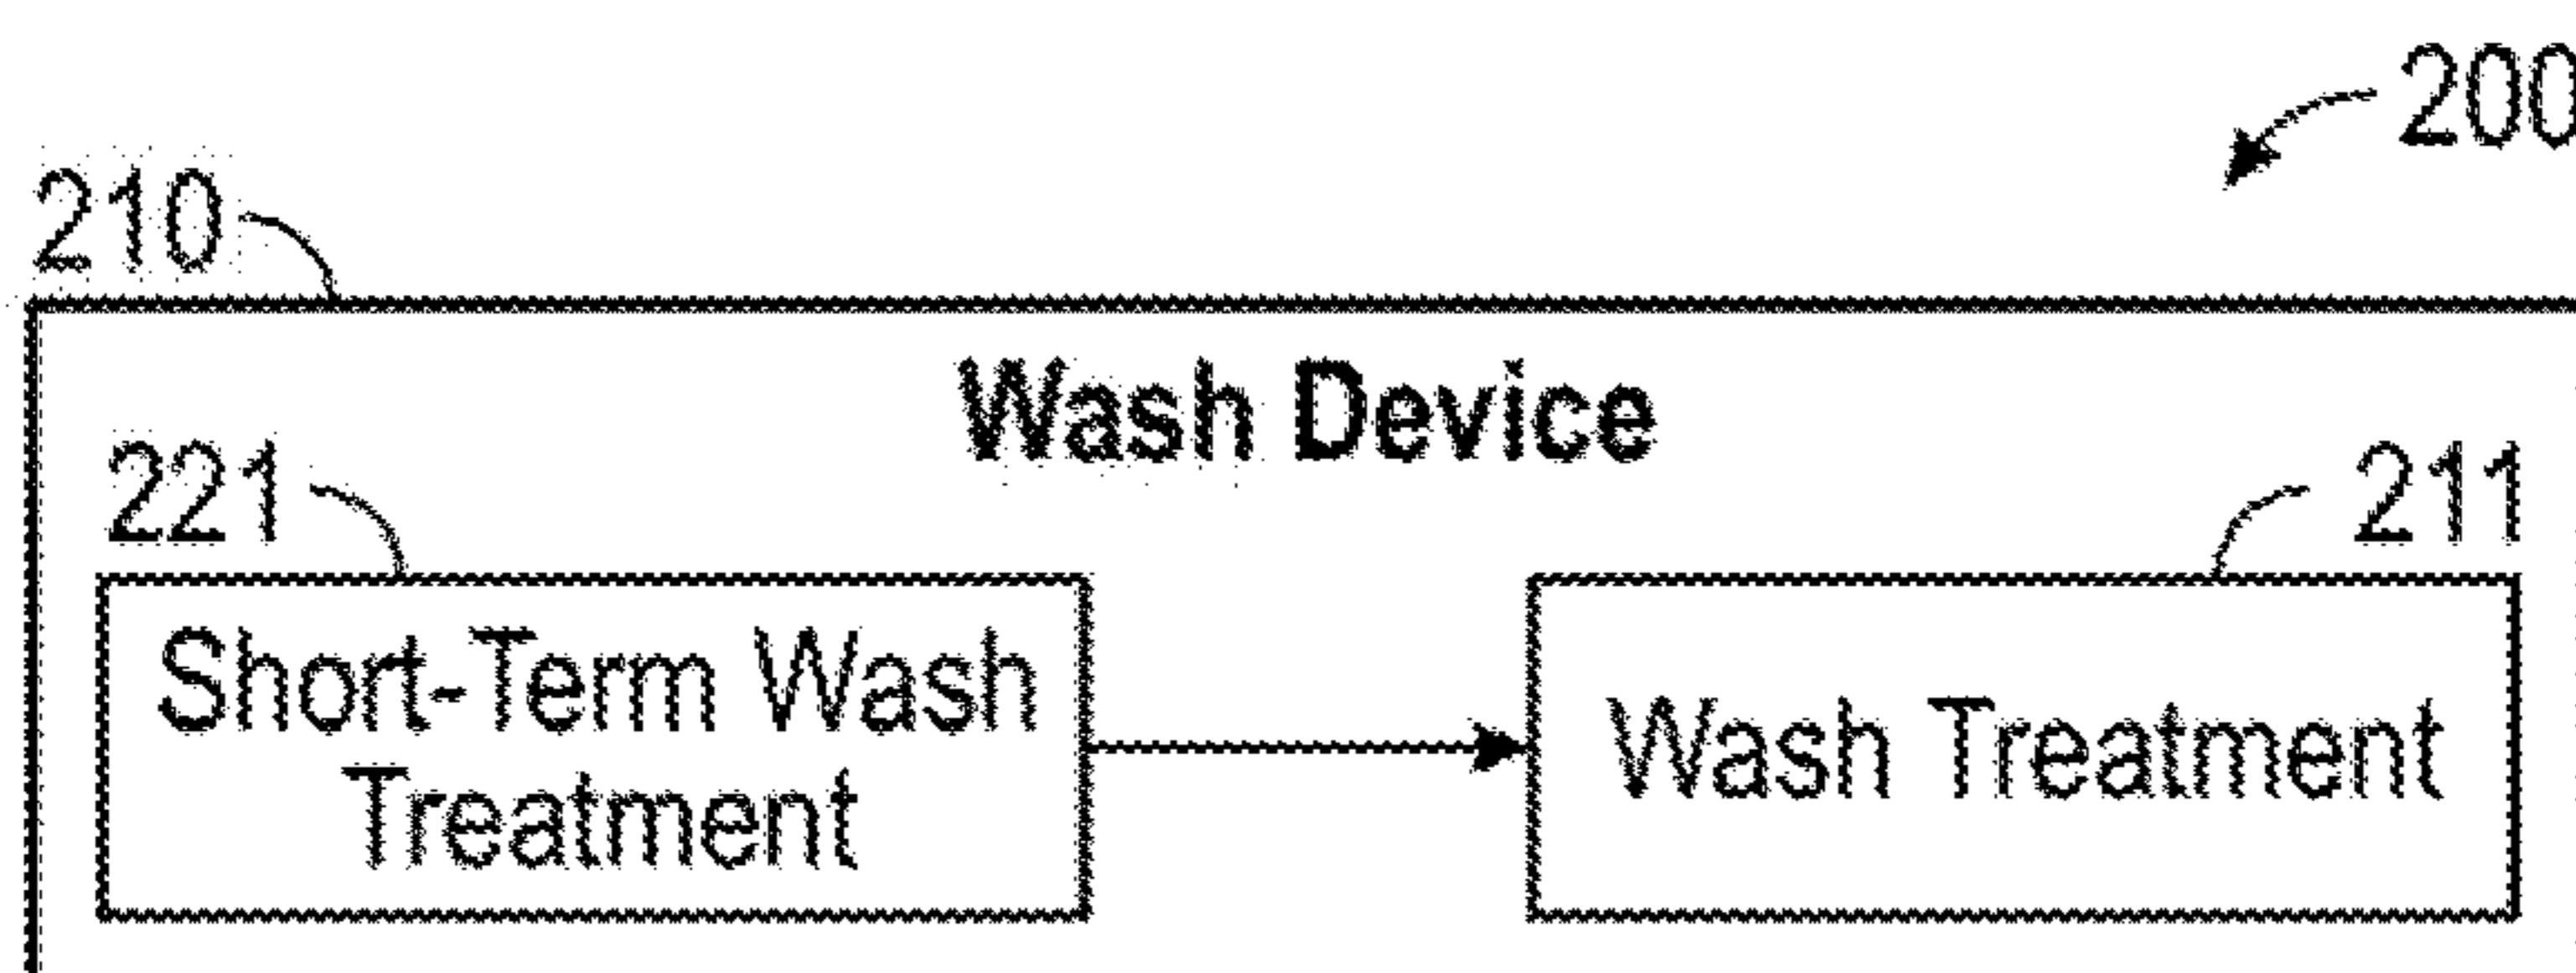 200
210
Wash Device
221
211
Short-Term Wash
Treatment
Wash Treatment